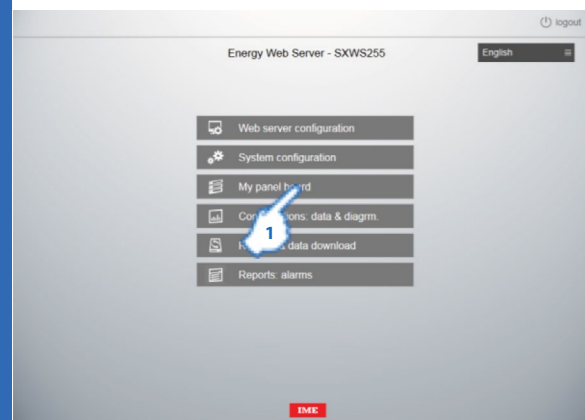 logout
Energy Web Server - SXWS255
English
Web server configuration
System configuration
My panel board
data & diagrm.
1
data download
Reports: alarms
IME